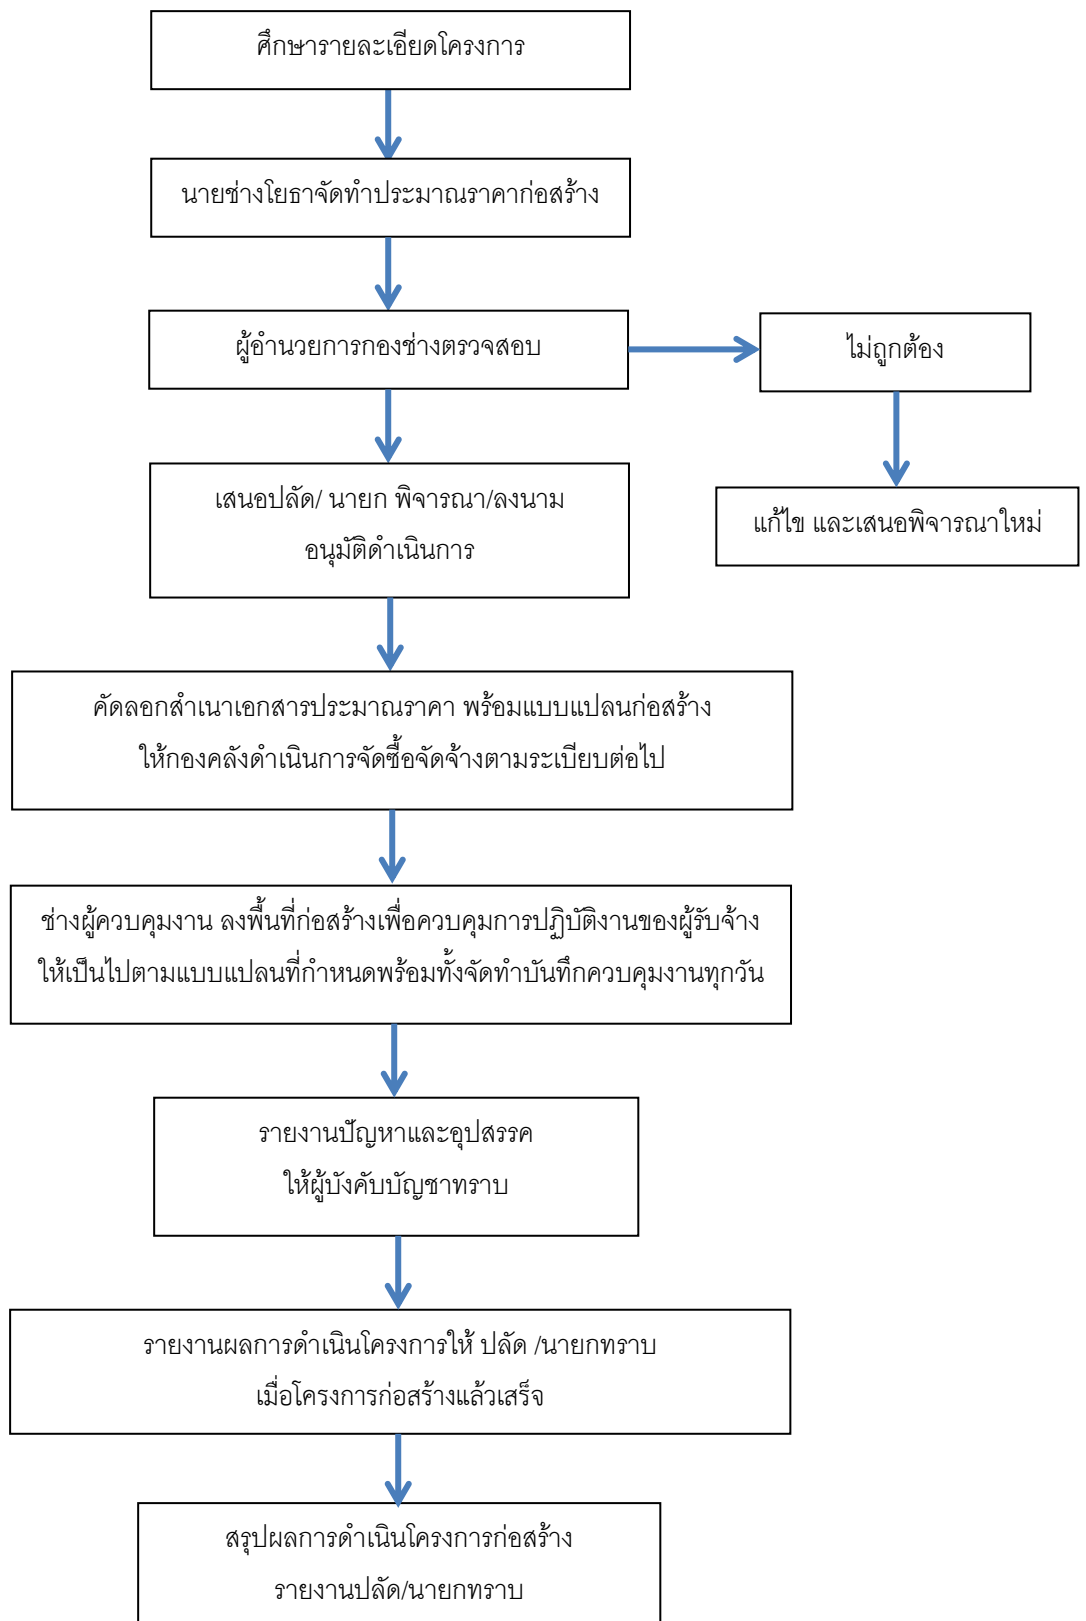 ศึกษารายละเอียดโครงการ
นายช่างโยธาจัดทำประมาณราคาก่อสร้าง
ผู้อำนวยการกองช่างตรวจสอบ
ไม่ถูกต้อง
เสนอปลัด/ นายก พิจารณา/ลงนาม
อนุมัติดำเนินการ
แก้ไข และเสนอพิจารณาใหม่
คัดลอกสำเนาเอกสารประมาณราคา พร้อมแบบแปลนก่อสร้าง
ให้กองคลังดำเนินการจัดซื้อจัดจ้างตามระเบียบต่อไป
ช่างผู้ควบคุมงาน ลงพื้นที่ก่อสร้างเพื่อควบคุมการปฏิบัติงานของผู้รับจ้าง
ให้เป็นไปตามแบบแปลนที่กำหนดพร้อมทั้งจัดทำบันทึกควบคุมงานทุกวัน
รายงานปัญหาและอุปสรรค
ให้ผู้บังคับบัญชาทราบ
รายงานผลการดำเนินโครงการให้ ปลัด /นายกทราบ
เมื่อโครงการก่อสร้างแล้วเสร็จ
สรุปผลการดำเนินโครงการก่อสร้าง
รายงานปลัด/นายกทราบ